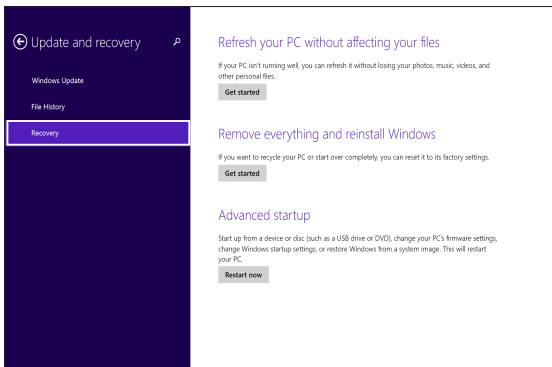 Update and recovery
Windows Update
File History
Recovery
Refresh your PC without affecting your files
If your PC isn't running well, you can refresh it without losing your photos, music, videos, and
other personal files.
Get started
Remove everything and reinstall Windows
If you want to recycle your PC or start over completely, you can reset it to its factory settings.
Get started
Advanced startup
Start up from a device or disc (such as a USB drive or DVD), change your PC's firmware settings,
change Windows startup settings, or restore Windows from a system image. This will restart
your PC.
Restart now